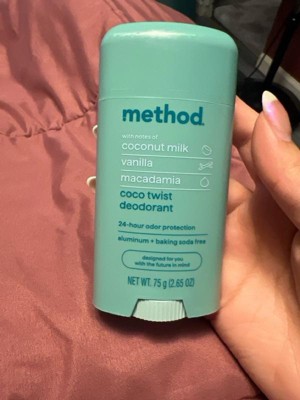 method.
with notes of
coconut milk
vanilla
macadamia
coco twist
deodorant
24-hour odor protection
aluminum + baking soda free
designed for you
with the future in mind
NET WT. 75 g (2.65 OZ)